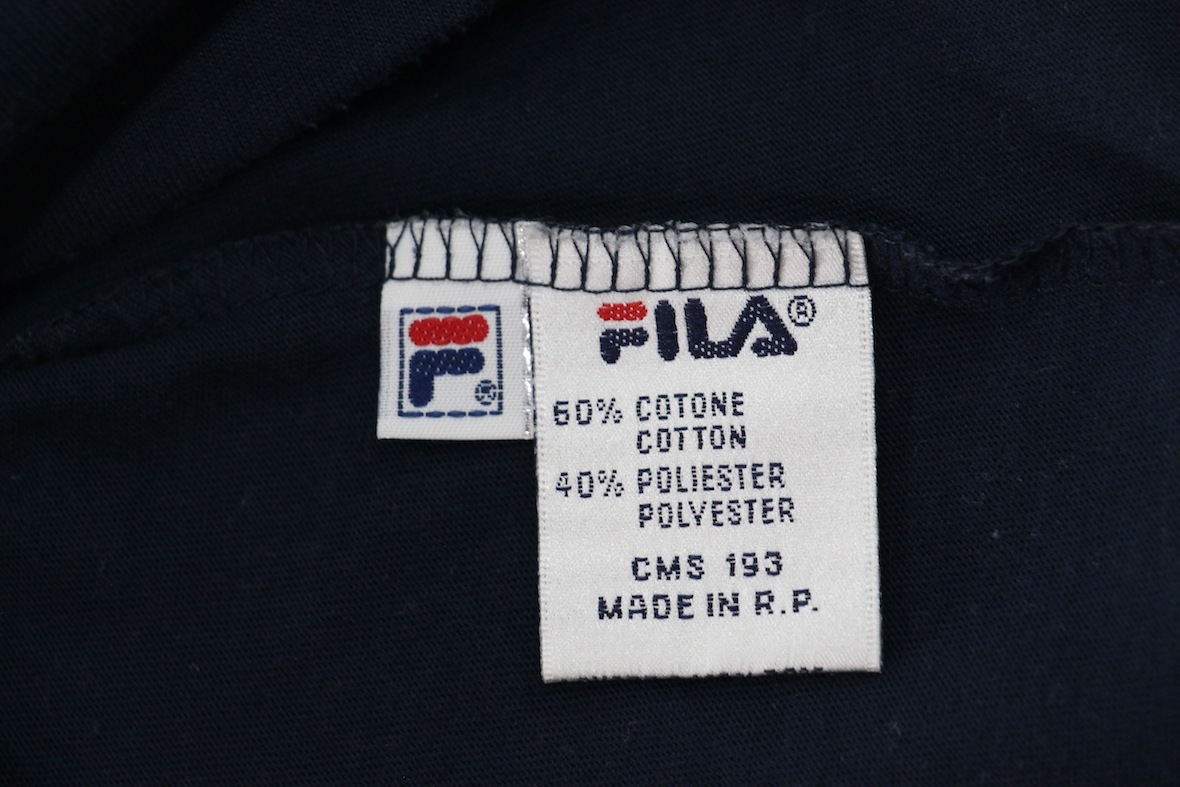 F®
FILA®
60% COTONE
COTTON
40% POLIESTER
POLYESTER
CMS 193
MADE IN R.P.